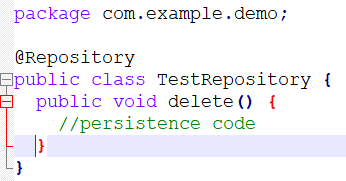 package com.example.demo;

@Repository
public class TestRepository {
  public void delete() {
    //persistence code
  }
}